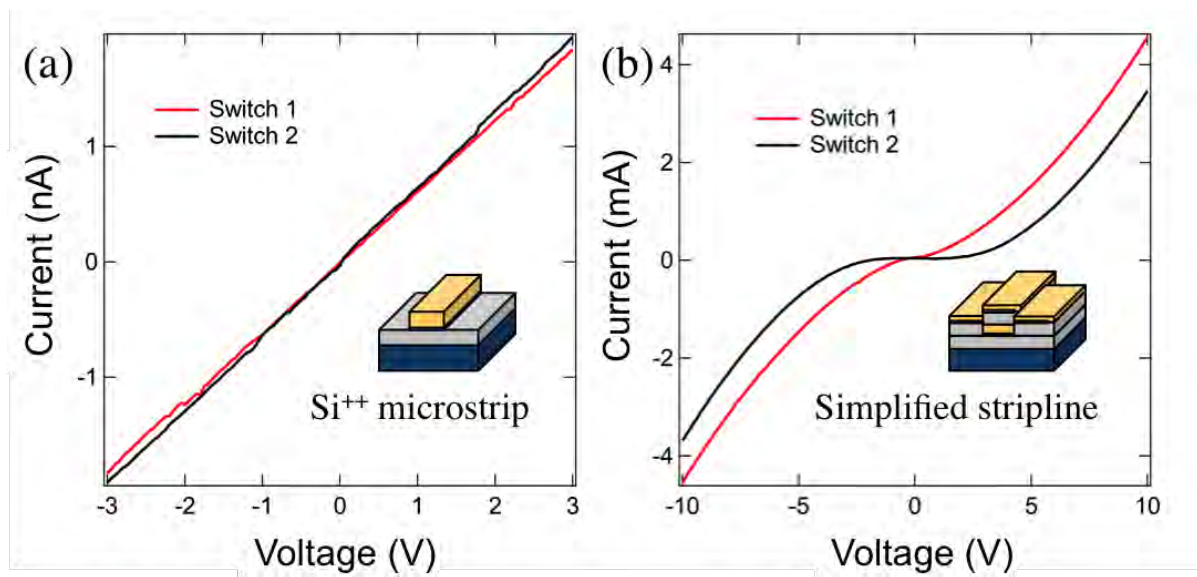 (a)
Switch 1
Switch 2
Current (nA)
1
0
-1
-3
-2
-1
0
1
2
3
Voltage (V)
Si⁺⁺ microstrip
(b)
Switch 1
Switch 2
Current (mA)
4
2
0
-2
-4
-10
-5
0
5
10
Voltage (V)
Simplified stripline